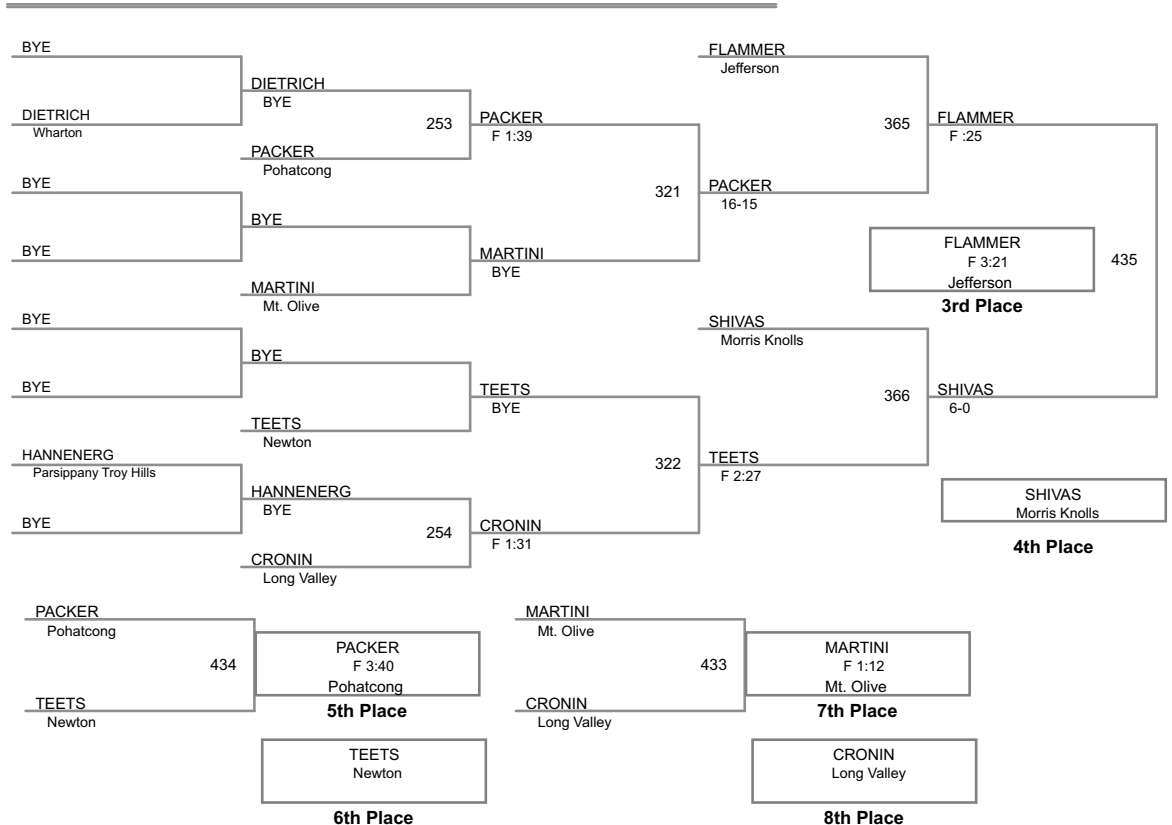 BYE
DIETRICH
Wharton
BYE
BYE
BYE
BYE
HANNENERG
Parsippany Troy Hills
BYE
DIETRICH
BYE
253
PACKER
Pohatcong
BYE
MARTINI
Mt. Olive
BYE
TEETS
Newton
HANNENERG
BYE
254
CRONIN
Long Valley
PACKER
F 1:39
321
MARTINI
BYE
TEETS
BYE
322
CRONIN
F 1:31
FLAMMER
Jefferson
365
PACKER
16-15
SHIVAS
Morris Knolls
366
TEETS
F 2:27
FLAMMER
F :25
435
SHIVAS
6-0
FLAMMER
F 3:21
Jefferson
3rd Place
SHIVAS
Morris Knolls
4th Place
PACKER
Pohatcong
434
TEETS
Newton
PACKER
F 3:40
Pohatcong
5th Place
TEETS
Newton
6th Place
MARTINI
Mt. Olive
433
CRONIN
Long Valley
MARTINI
F 1:12
Mt. Olive
7th Place
CRONIN
Long Valley
8th Place